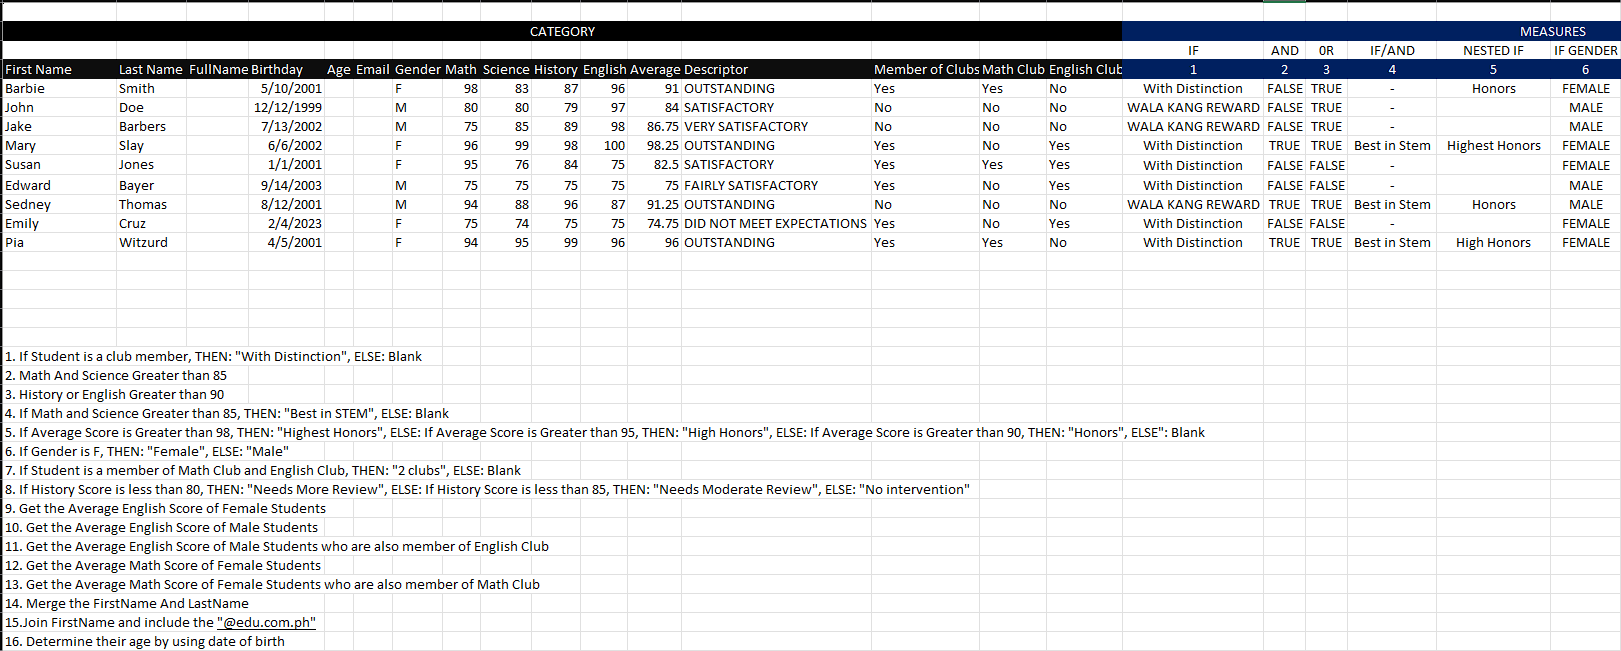 CATEGORY MEASURES
IF AND 0R IF/AND NESTED IF IF GENDER
First Name Last Name FullName Birthday Age Email Gender Math Science History English Average Descriptor Member of Clubs Math Club English Club 1 2 3 4 5 6
Barbie Smith 5/10/2001 F 98 83 87 96 91 OUTSTANDING Yes Yes No With Distinction FALSE TRUE - Honors FEMALE
John Doe 12/12/1999 M 80 80 79 97 84 SATISFACTORY No No No WALA KANG REWARD FALSE TRUE - MALE
Jake Barbers 7/13/2002 M 75 85 89 98 86.75 VERY SATISFACTORY No No No WALA KANG REWARD FALSE TRUE - MALE
Mary Slay 6/6/2002 F 96 99 98 100 98.25 OUTSTANDING Yes No Yes With Distinction TRUE TRUE Best in Stem Highest Honors FEMALE
Susan Jones 1/1/2001 F 95 76 84 75 82.5 SATISFACTORY Yes Yes Yes With Distinction FALSE FALSE - FEMALE
Edward Bayer 9/14/2003 M 75 75 75 75 75 FAIRLY SATISFACTORY Yes No Yes With Distinction FALSE FALSE - MALE
Sedney Thomas 8/12/2001 M 94 88 96 87 91.25 OUTSTANDING No No No WALA KANG REWARD TRUE TRUE Best in Stem Honors MALE
Emily Cruz 2/4/2023 F 75 74 75 75 74.75 DID NOT MEET EXPECTATIONS Yes No Yes With Distinction FALSE FALSE - FEMALE
Pia Witzurd 4/5/2001 F 94 95 99 96 96 OUTSTANDING Yes Yes No With Distinction TRUE TRUE Best in Stem High Honors FEMALE
1. If Student is a club member, THEN: "With Distinction", ELSE: Blank
2. Math And Science Greater than 85
3. History or English Greater than 90
4. If Math and Science Greater than 85, THEN: "Best in STEM", ELSE: Blank
5. If Average Score is Greater than 98, THEN: "Highest Honors", ELSE: If Average Score is Greater than 95, THEN: "High Honors", ELSE: If Average Score is Greater than 90, THEN: "Honors", ELSE": Blank
6. If Gender is F, THEN: "Female", ELSE: "Male"
7. If Student is a member of Math Club and English Club, THEN: "2 clubs", ELSE: Blank
8. If History Score is less than 80, THEN: "Needs More Review", ELSE: If History Score is less than 85, THEN: "Needs Moderate Review", ELSE: "No intervention"
9. Get the Average English Score of Female Students
10. Get the Average English Score of Male Students
11. Get the Average English Score of Male Students who are also member of English Club
12. Get the Average Math Score of Female Students
13. Get the Average Math Score of Female Students who are also member of Math Club
14. Merge the FirstName And LastName
15.Join FirstName and include the "@edu.com.ph"
16. Determine their age by using date of birth